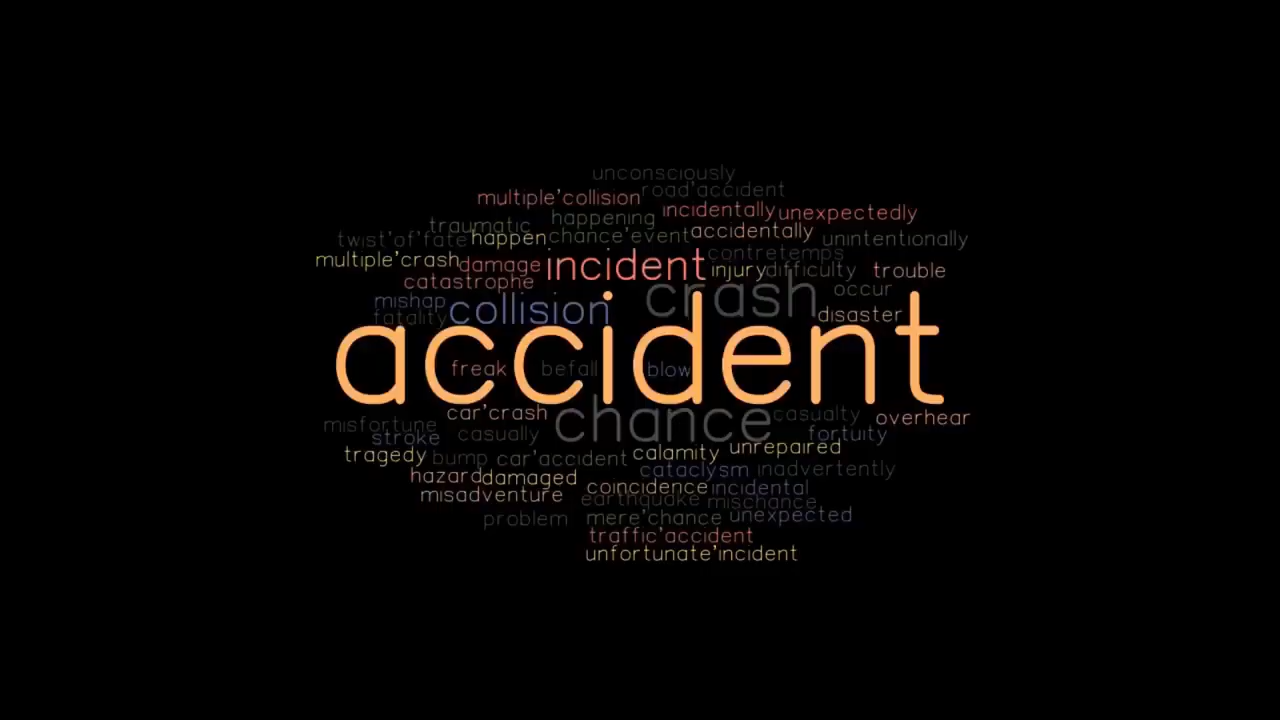 unconsciously
multiple'collision road'accident
happening incidentally unexpectedly
traumatic accidentally
twist'of'fate happen chance'event unintentionally
multiple'crash damage incident contretemps
injury difficulty trouble
catastrophe crash occur
mishap collision disaster
fatality
accident
freak befall blow
car'crash chance casualty overhear
misfortune stroke casually fortuity
tragedy bump car'accident calamity unrepaired
hazard damaged cataclysm inadvertently
misadventure coincidence incidental
earthquake mischance
problem mere'chance unexpected
traffic'accident
unfortunate'incident